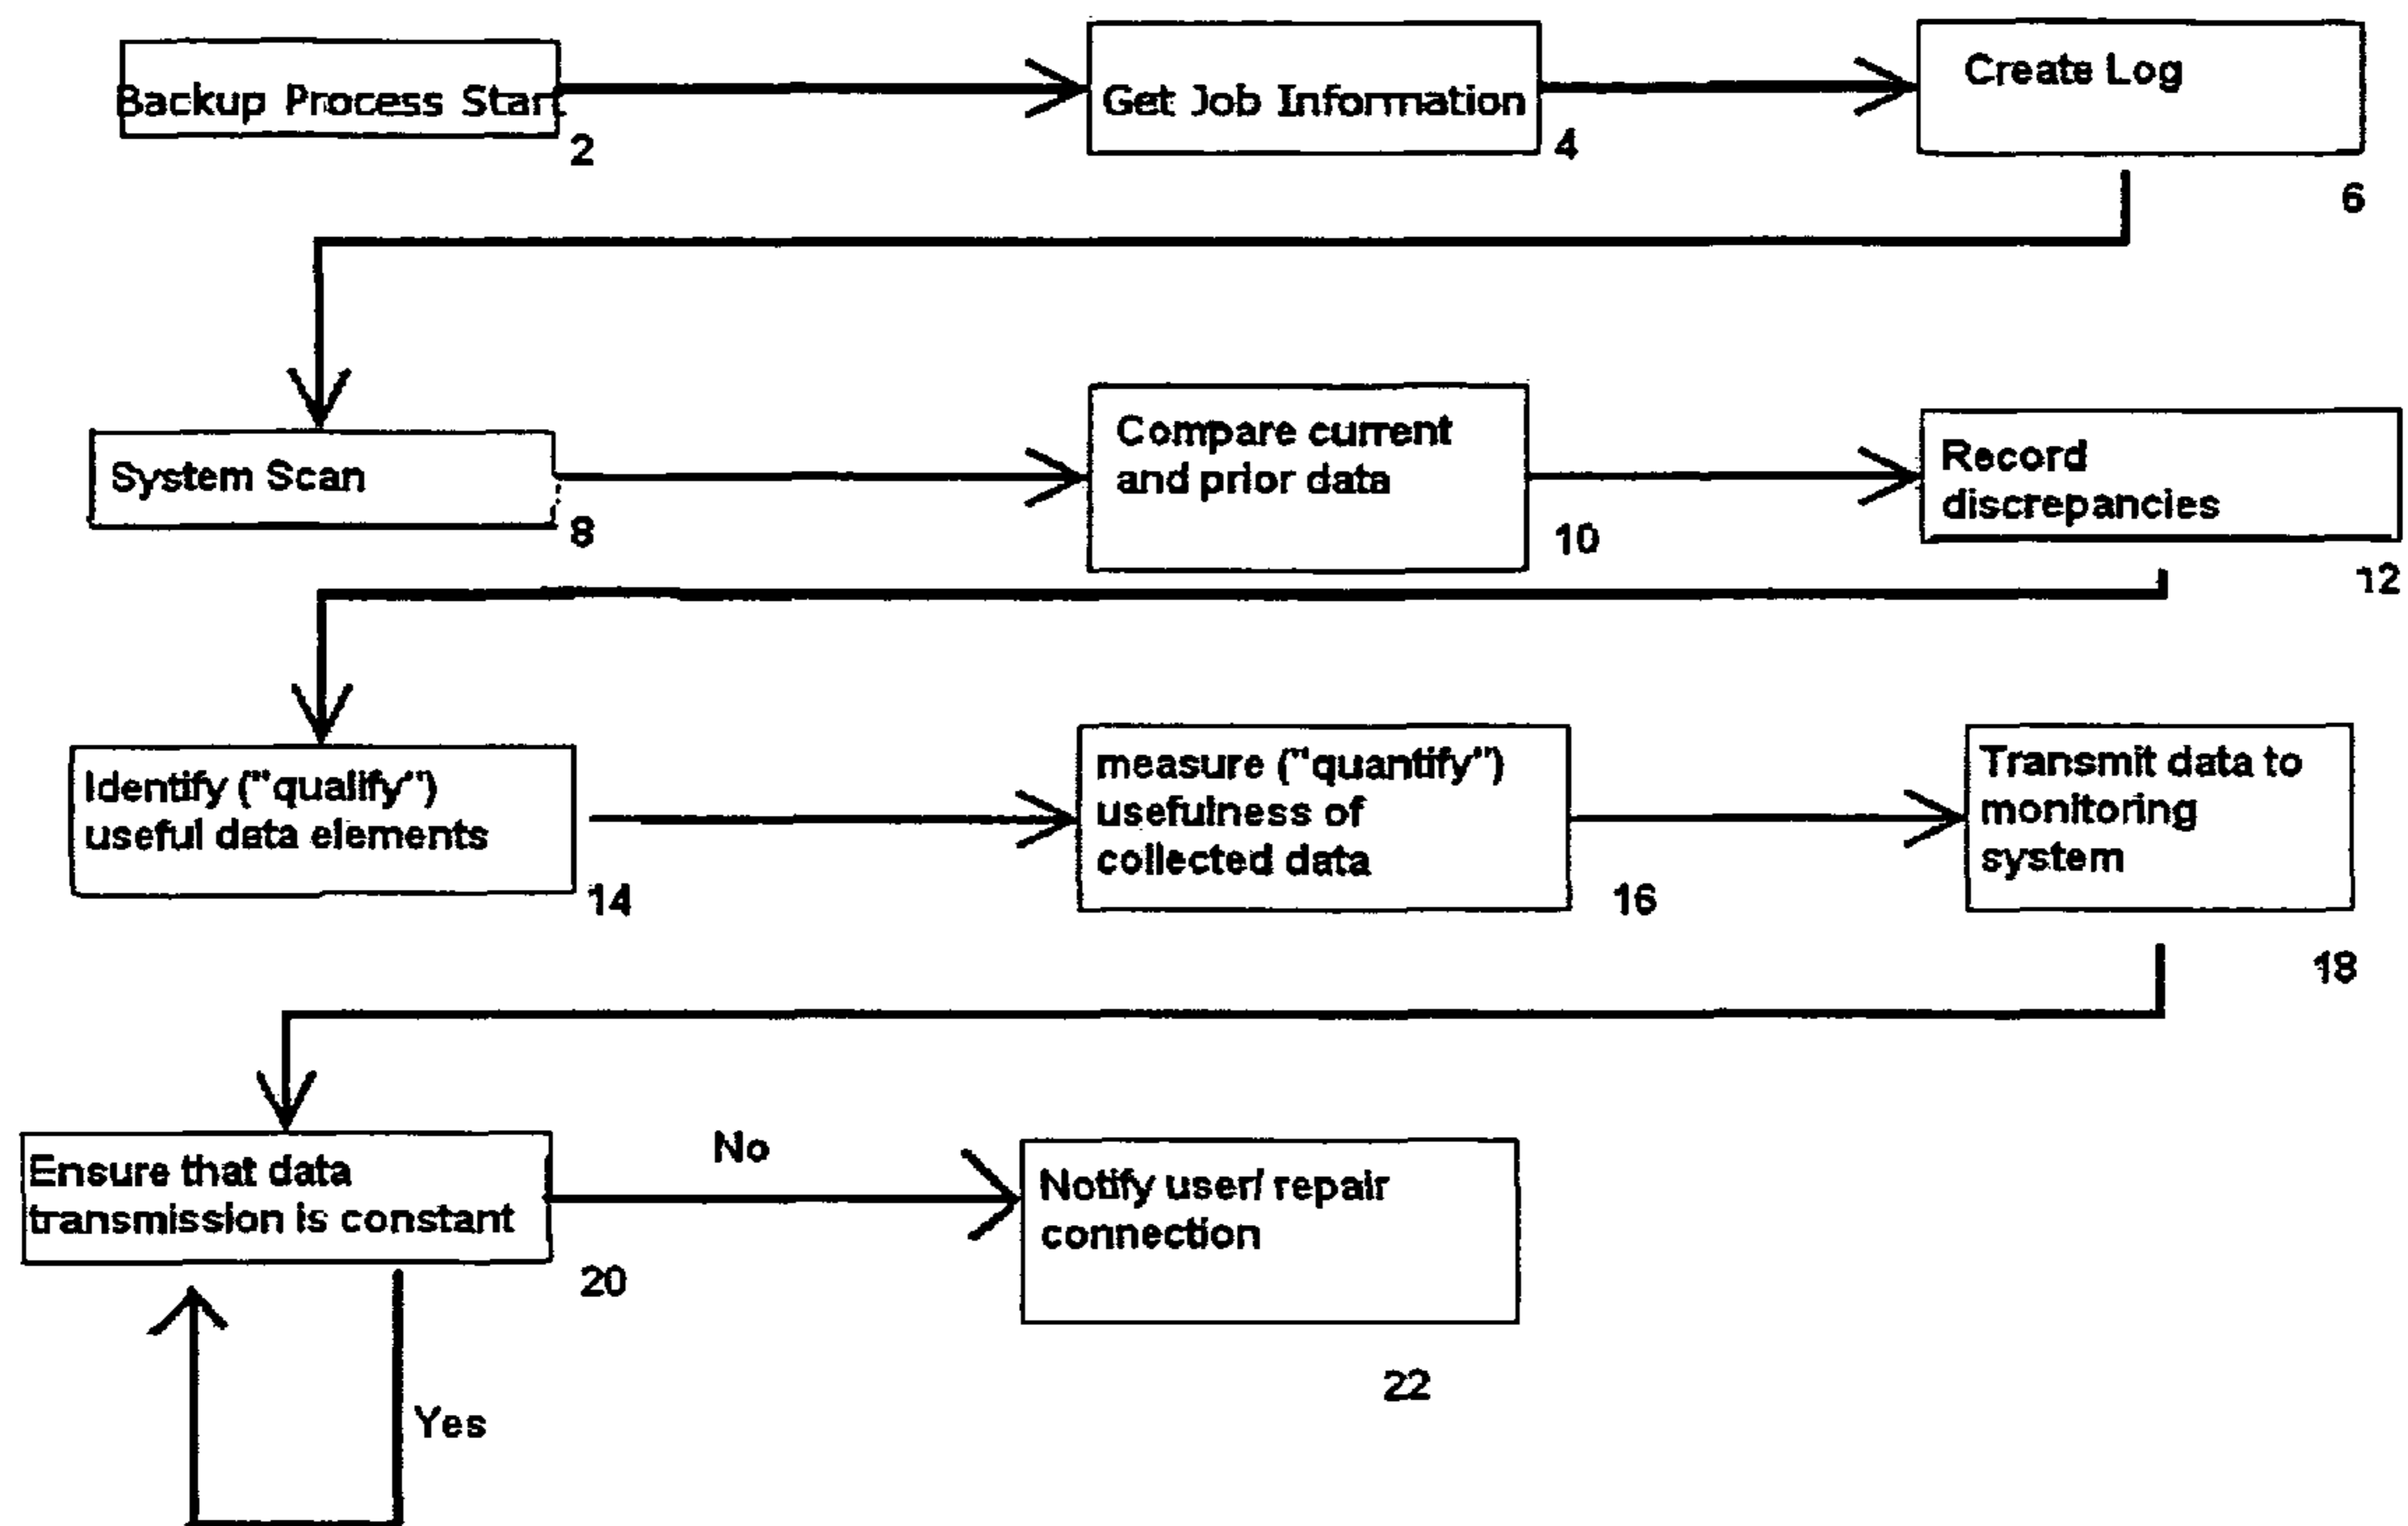 Backup Process Start
2
Get Job Information
4
Create Log
6
System Scan
8
Compare current
and prior data
10
Record
discrepancies
12
Identify ("qualify")
useful data elements
14
measure ("quantify")
usefulness of
collected data
16
Transmit data to
monitoring
system
18
Ensure that data
transmission is constant
20
No
Notify user/ repair
connection
22
Yes